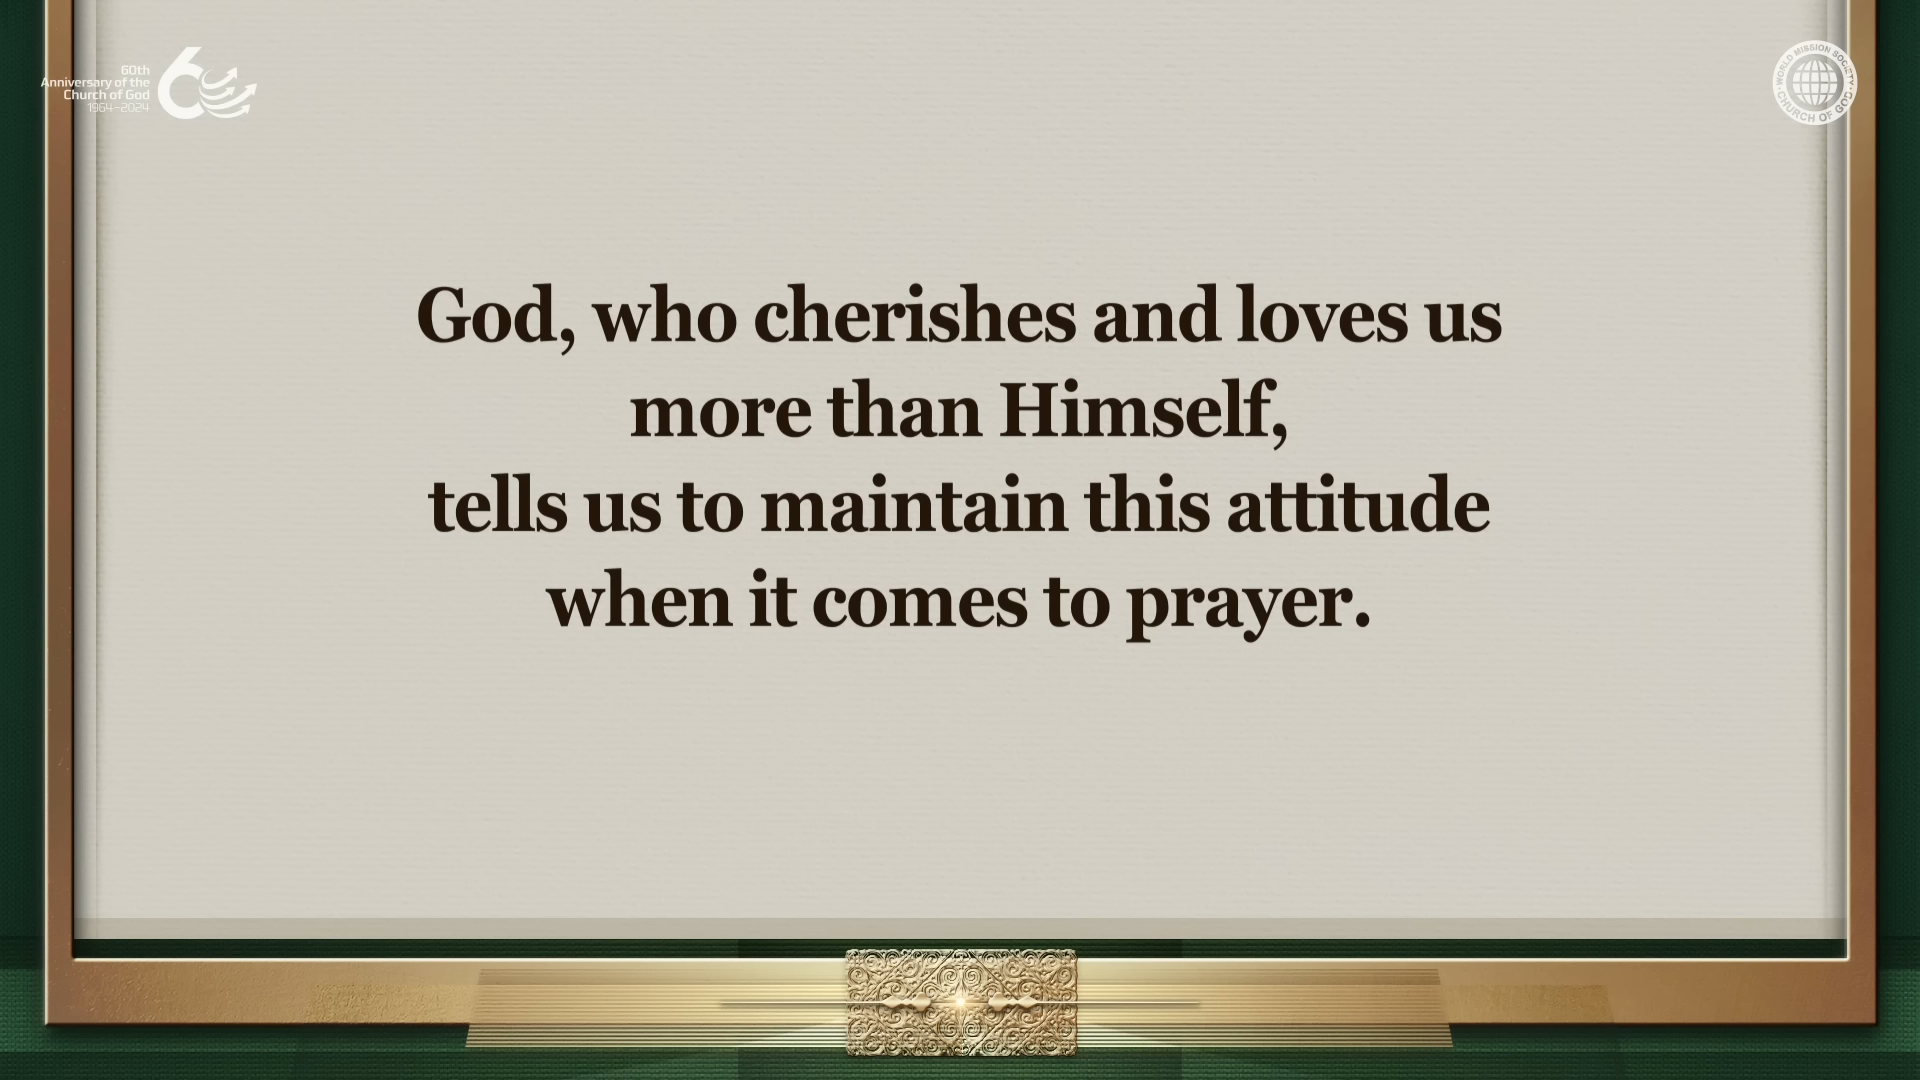 60th
Anniversary of the
Church of God
1964–2024
WORLD MISSION SOCIETY
CHURCH OF GOD
God, who cherishes and loves us
more than Himself,
tells us to maintain this attitude
when it comes to prayer.